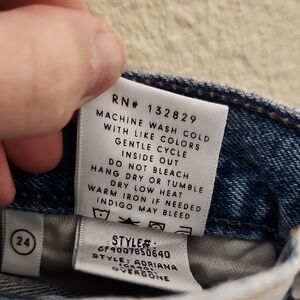 RN# 132829
MACHINE WASH COLD
WITH LIKE COLORS
GENTLE CYCLE
INSIDE OUT
DO NOT BLEACH
HANG DRY OR TUMBLE
DRY LOW HEAT
WARM IRON IF NEEDED
INDIGO MAY BLEED
24
STYLE#:
STYLE: ADRIANA